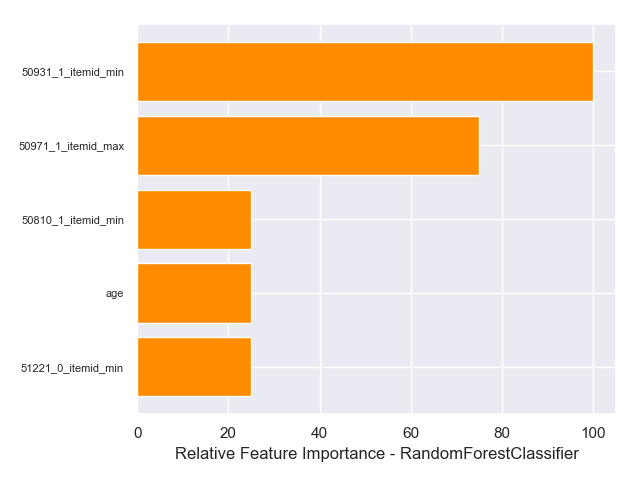 50931_1_itemid_min
50971_1_itemid_max
50810_1_itemid_min
age
51221_0_itemid_min
0 20 40 60 80 100
Relative Feature Importance - RandomForestClassifier